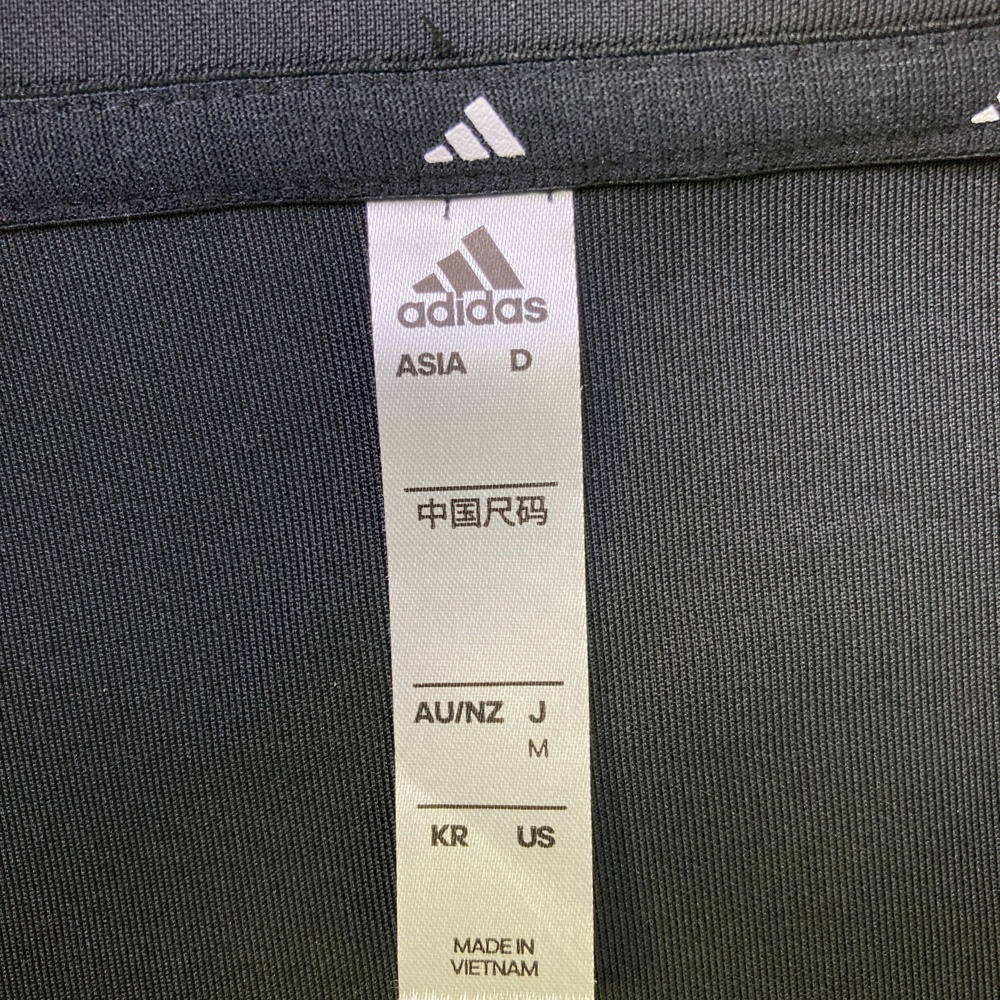 adidas
ASIA D
中国尺码
AU/NZ J
M
KR US
MADE IN
VIETNAM